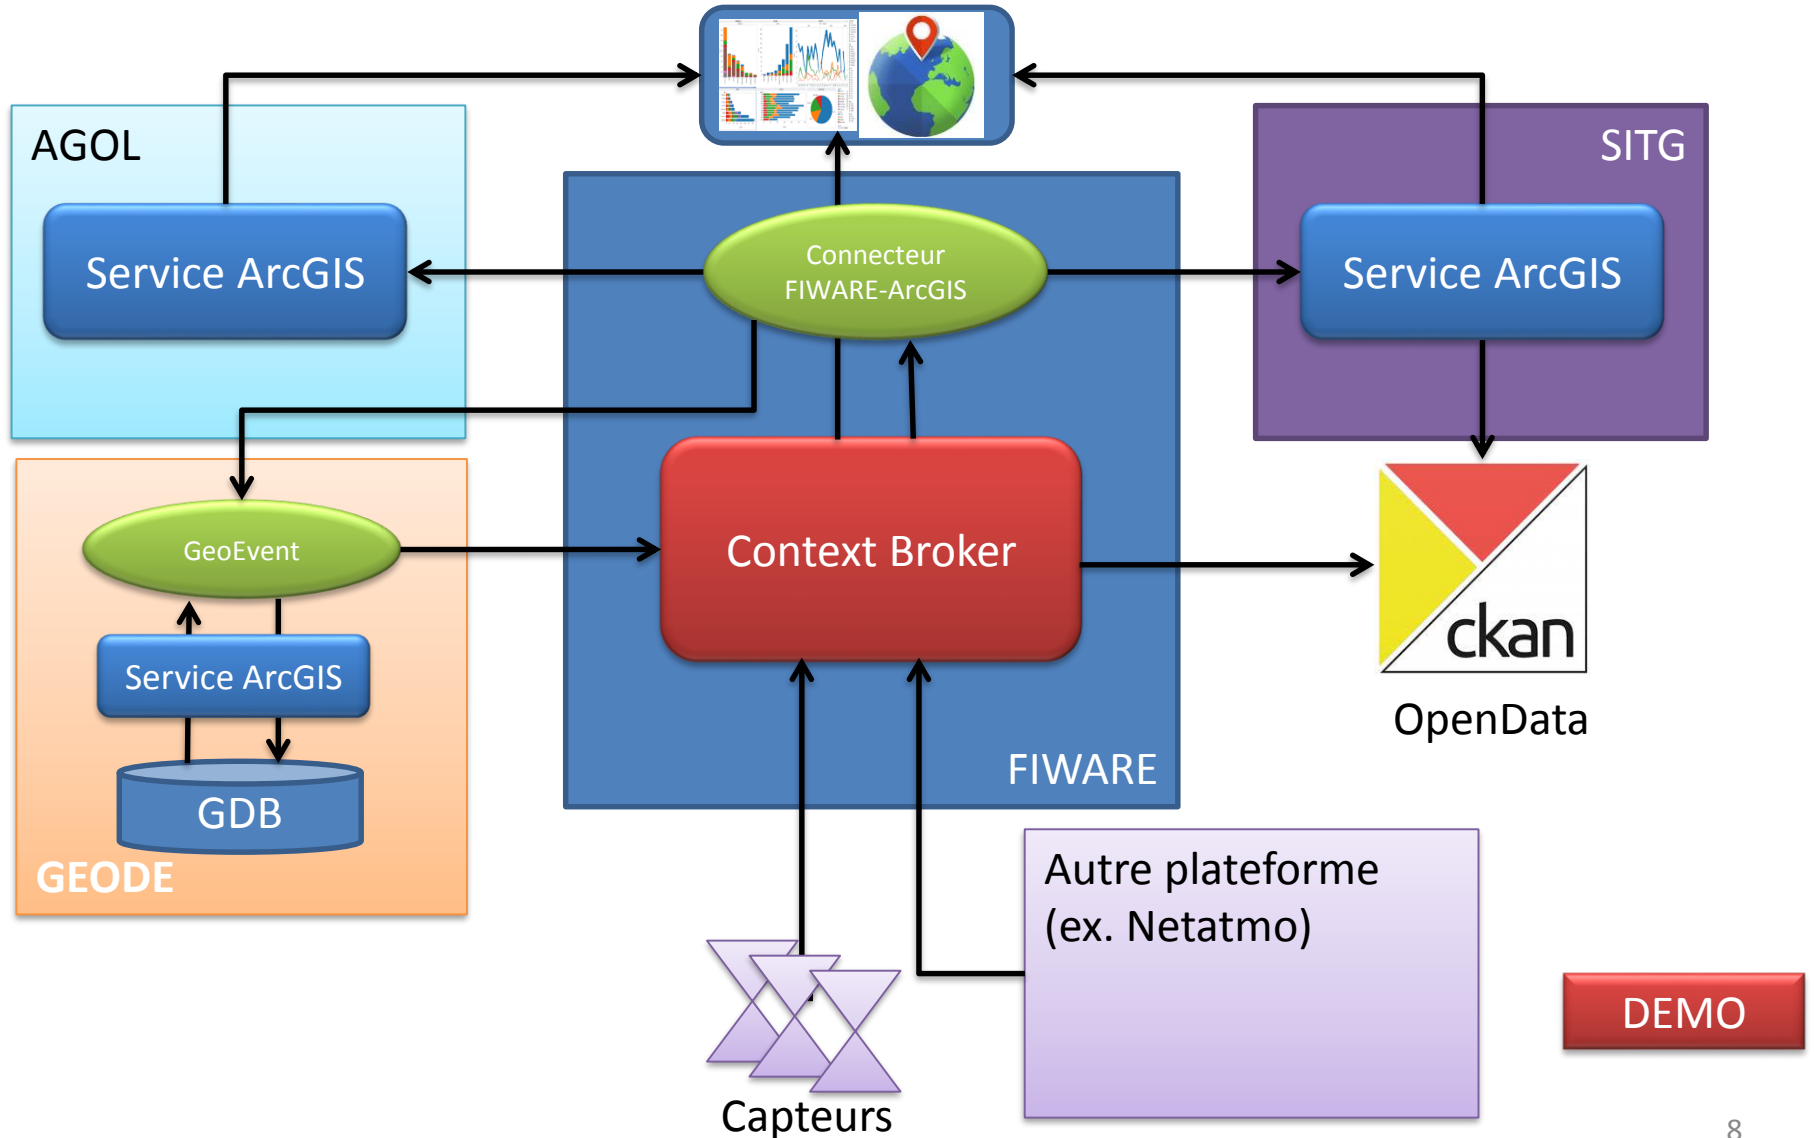 AGOL
SITG
Service ArcGIS
Connecteur
FIWARE-ArcGIS
Service ArcGIS
GeoEvent
Context Broker
Service ArcGIS
ckan
OpenData
GDB
FIWARE
GEODE
Autre plateforme
(ex. Netatmo)
DEMO
Capteurs
8